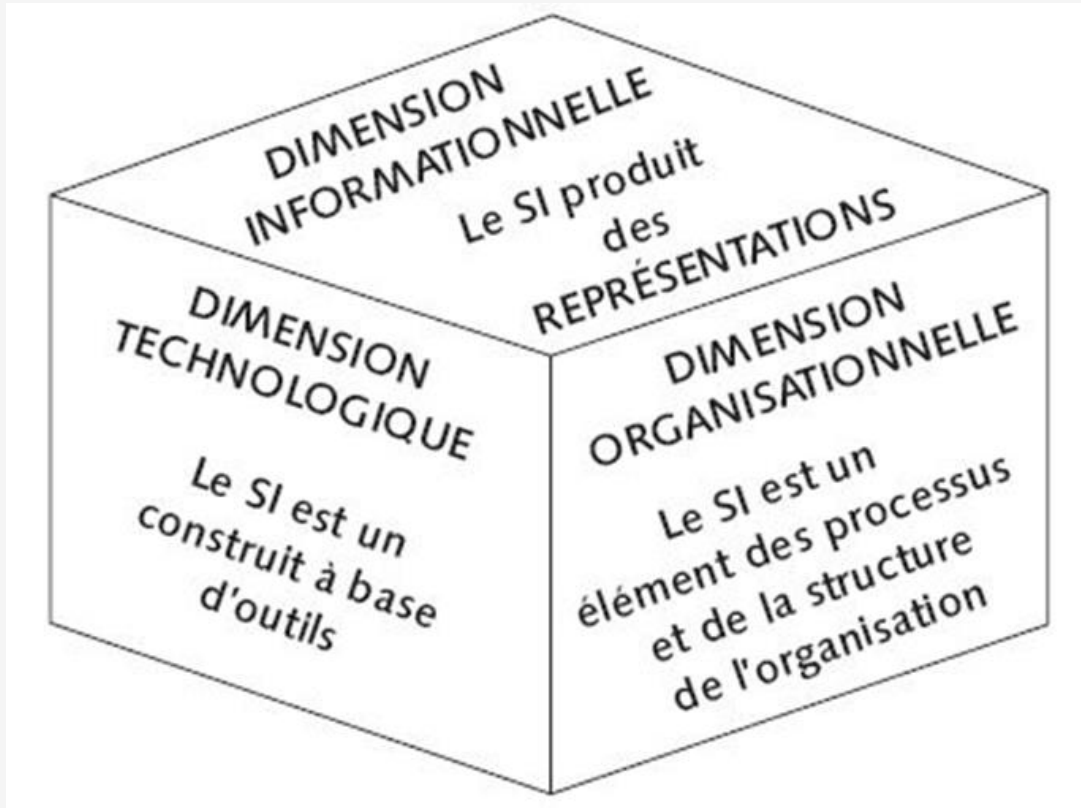 DIMENSION
INFORMATIONNELLE
Le SI produit
des
REPRÉSENTATIONS
DIMENSION
TECHNOLOGIQUE
Le SI est un
construit à base
d'outils
DIMENSION
ORGANISATIONNELLE
Le SI est un
élément des processus
et de la structure
de l'organisation